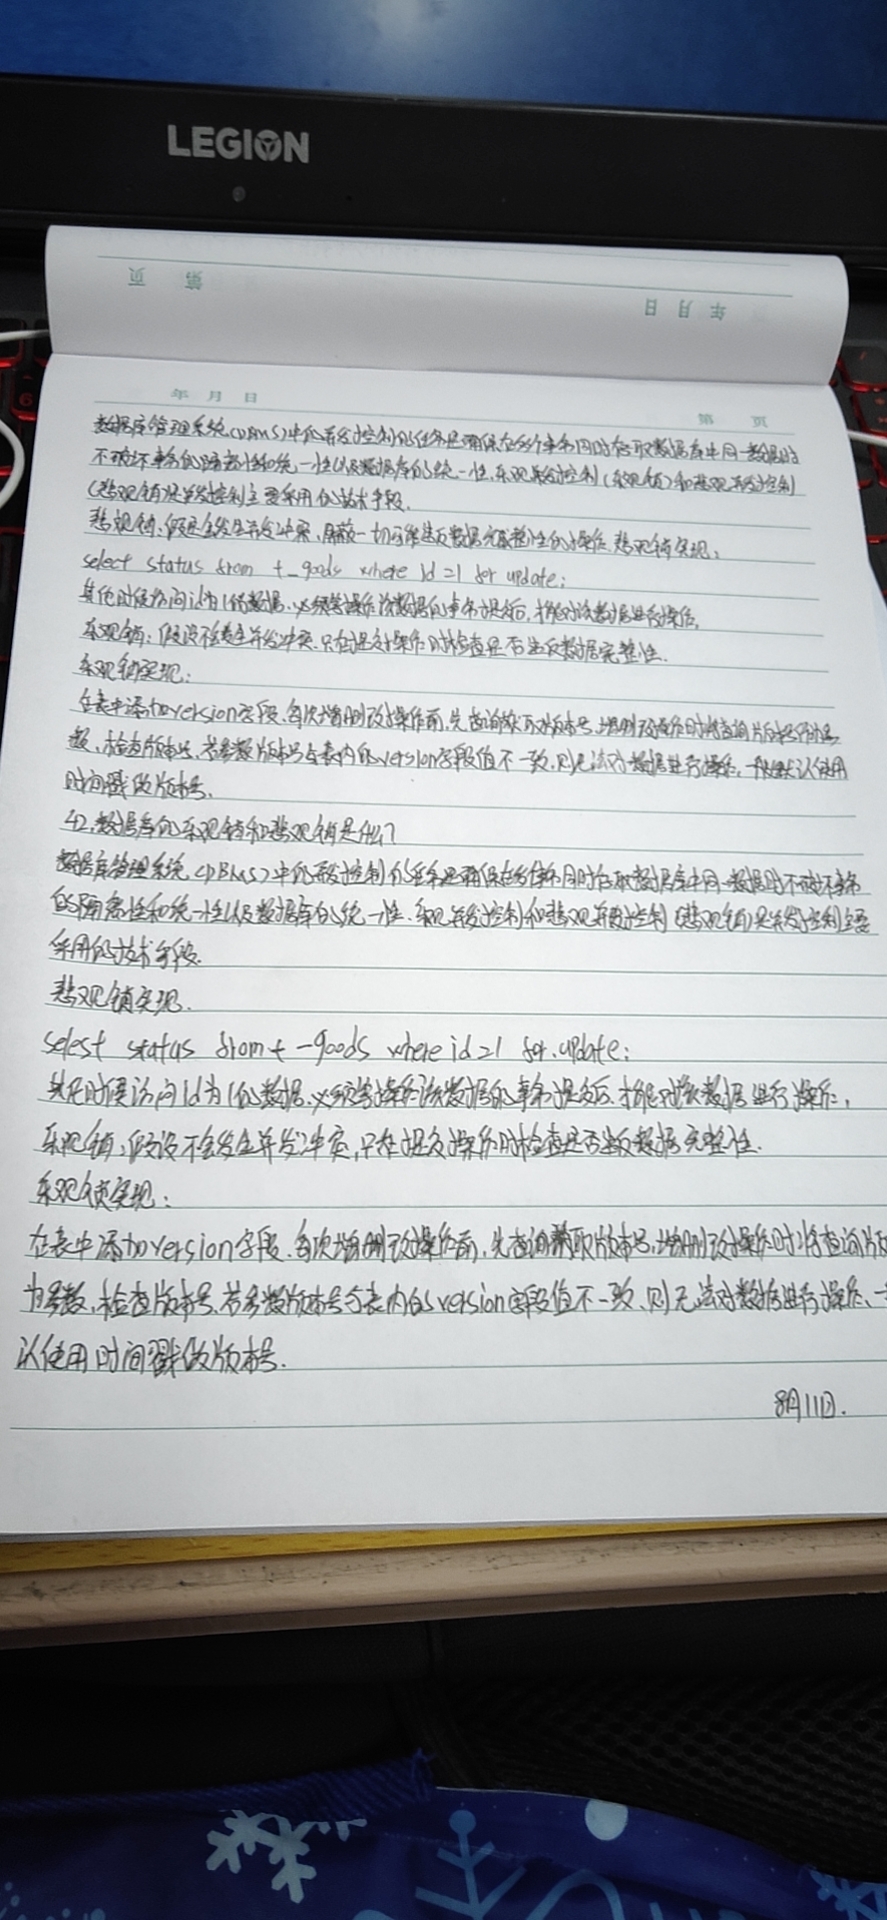 LEGION
年 月 日
第 页
年 月 日
第 页
数据库管理系统(DBMS)中的并发控制的任务是确保在多个事务同时存取数据库中同一数据时
不破坏事务的隔离性和统一性以及数据库的统一性,乐观并发控制(乐观锁)和悲观并发控制
(悲观锁)是并发控制主要采用的技术手段.
悲观锁:假定会发生并发冲突,屏蔽一切可能违反数据完整性的操作.悲观锁实现:
select status from t_goods where id=1 for update;
其他时候访问id为1的数据,必须等操作该数据的事务提交后,才能对该数据进行操作.
乐观锁:假设不会发生并发冲突,只在提交操作时检查是否违反数据完整性.
乐观锁实现:
在表中添加version字段,每次增删改操作前,先查询获取版本号,增删改操作时将查询版本号作为参
数,检查版本号,若参数版本号与表内的version字段值不一致,则无法对数据进行操作,一般默认使用
时间戳做版本号.
42.数据库的乐观锁和悲观锁是什么?
数据库管理系统(DBMS)中的并发控制的任务是确保在多个事务同时存取数据库中同一数据时不破坏事务
的隔离性和统一性以及数据库的统一性.乐观并发控制和悲观并发控制(悲观锁)是并发控制主要
采用的技术手段.
悲观锁实现.
selest status from t-goods where id=1 for.update;
其他时候访问id为1的数据,必须等操作该数据的事务提交后,才能对该数据进行操作.
乐观锁:假设不会发生并发冲突,只在提交操作时检查是否违反数据完整性.
乐观锁实现:
在表中添加version字段,每次增删改操作前,先查询获取版本号,增删改操作时将查询版
为参数,检查版本号,若参数版本号与表内的version字段值不一致,则无法对数据进行操作,一
认使用时间戳做版本号.
8月11日.